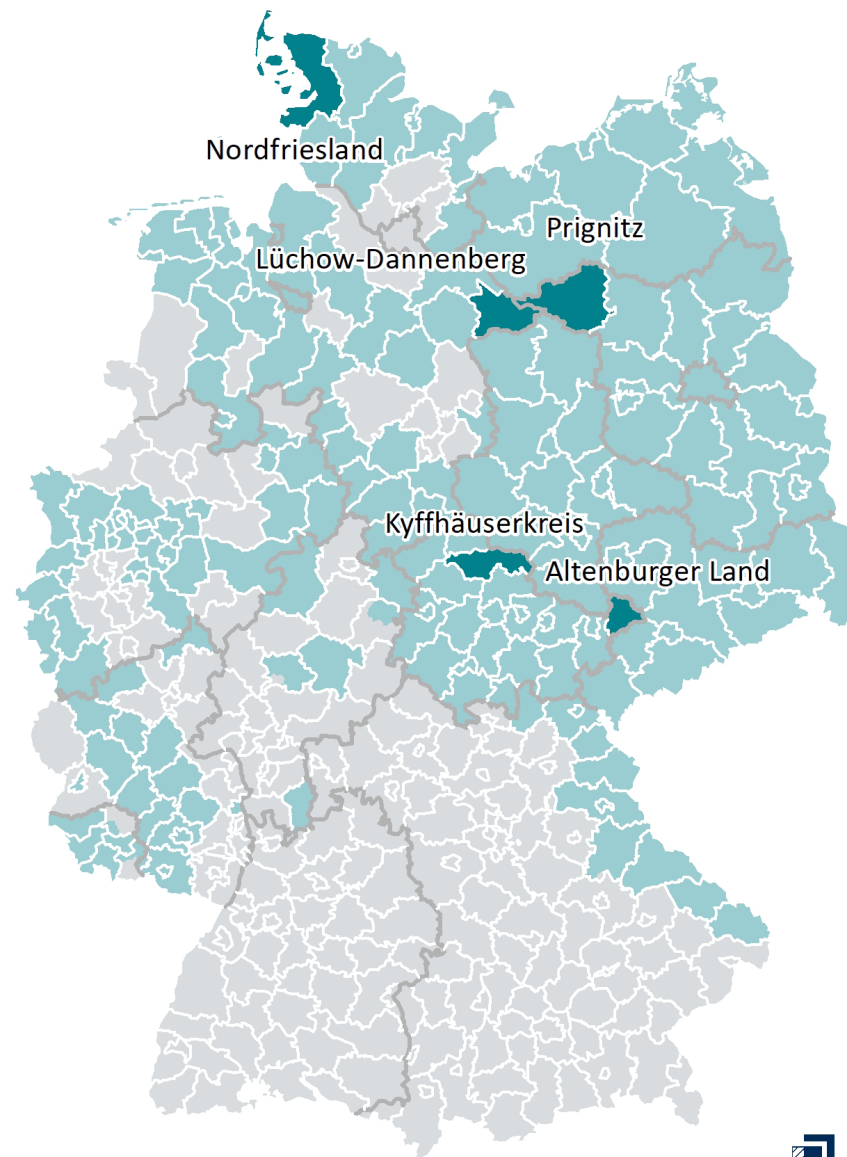 Nordfriesland
Prignitz
Lüchow-Dannenberg
Kyffhäuserkreis
Altenburger Land